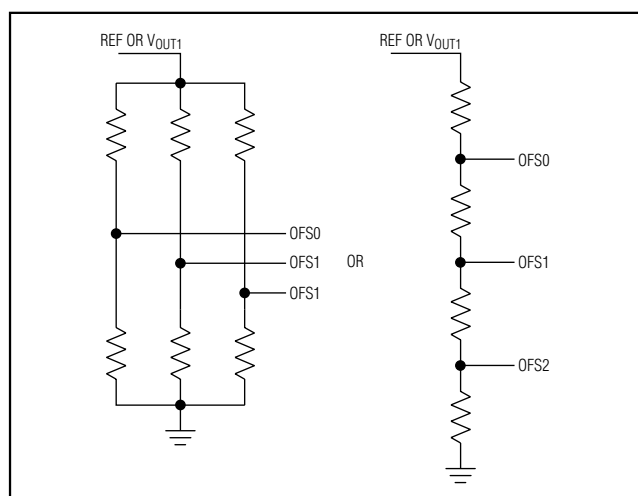 REF OR VOUT1
OFS0
OFS1
OFS1
OR
REF OR VOUT1
OFS0
OFS1
OFS2